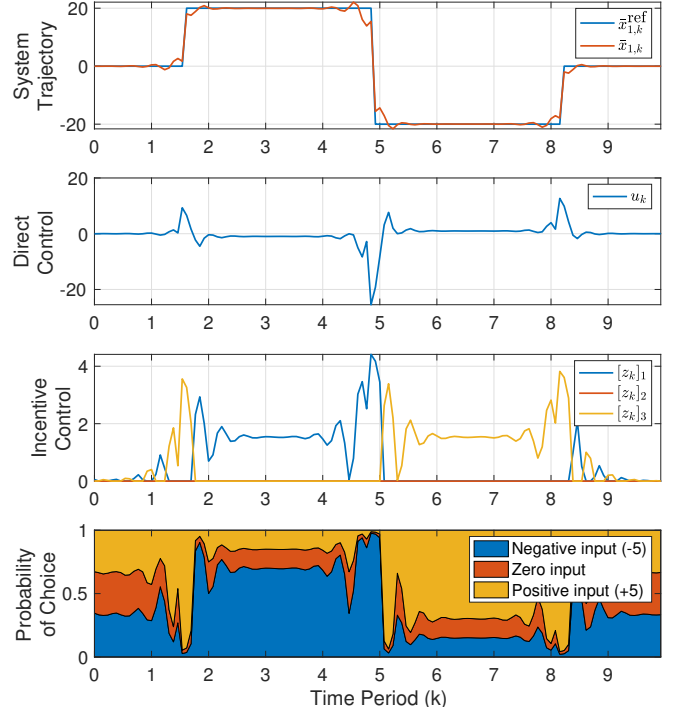 20
0
-20
System
Trajectory
x̄₁,ₖʳᵉᶠ
x̄₁,ₖ
0 1 2 3 4 5 6 7 8 9
20
0
-20
Direct
Control
uₖ
0 1 2 3 4 5 6 7 8 9
4
2
0
Incentive
Control
[zₖ]₁
[zₖ]₂
[zₖ]₃
0 1 2 3 4 5 6 7 8 9
1
0.5
0
Probability
of Choice
Negative input (-5)
Zero input
Positive input (+5)
0 1 2 3 4 5 6 7 8 9
Time Period (k)